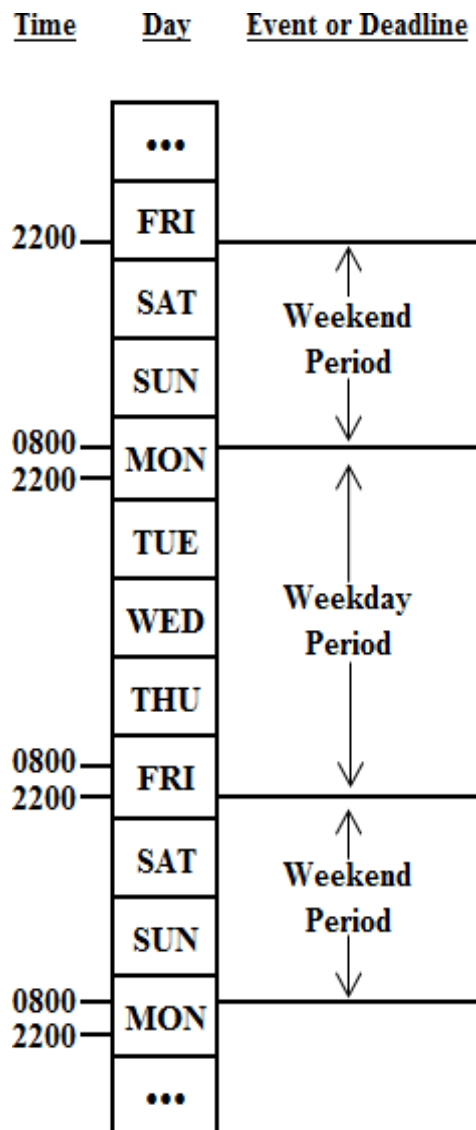 Time Day Event or Deadline
•••
FRI
2200
SAT
Weekend
Period
SUN
0800
MON
2200
TUE
WED
Weekday
Period
THU
0800
FRI
2200
SAT
Weekend
Period
SUN
0800
MON
2200
•••